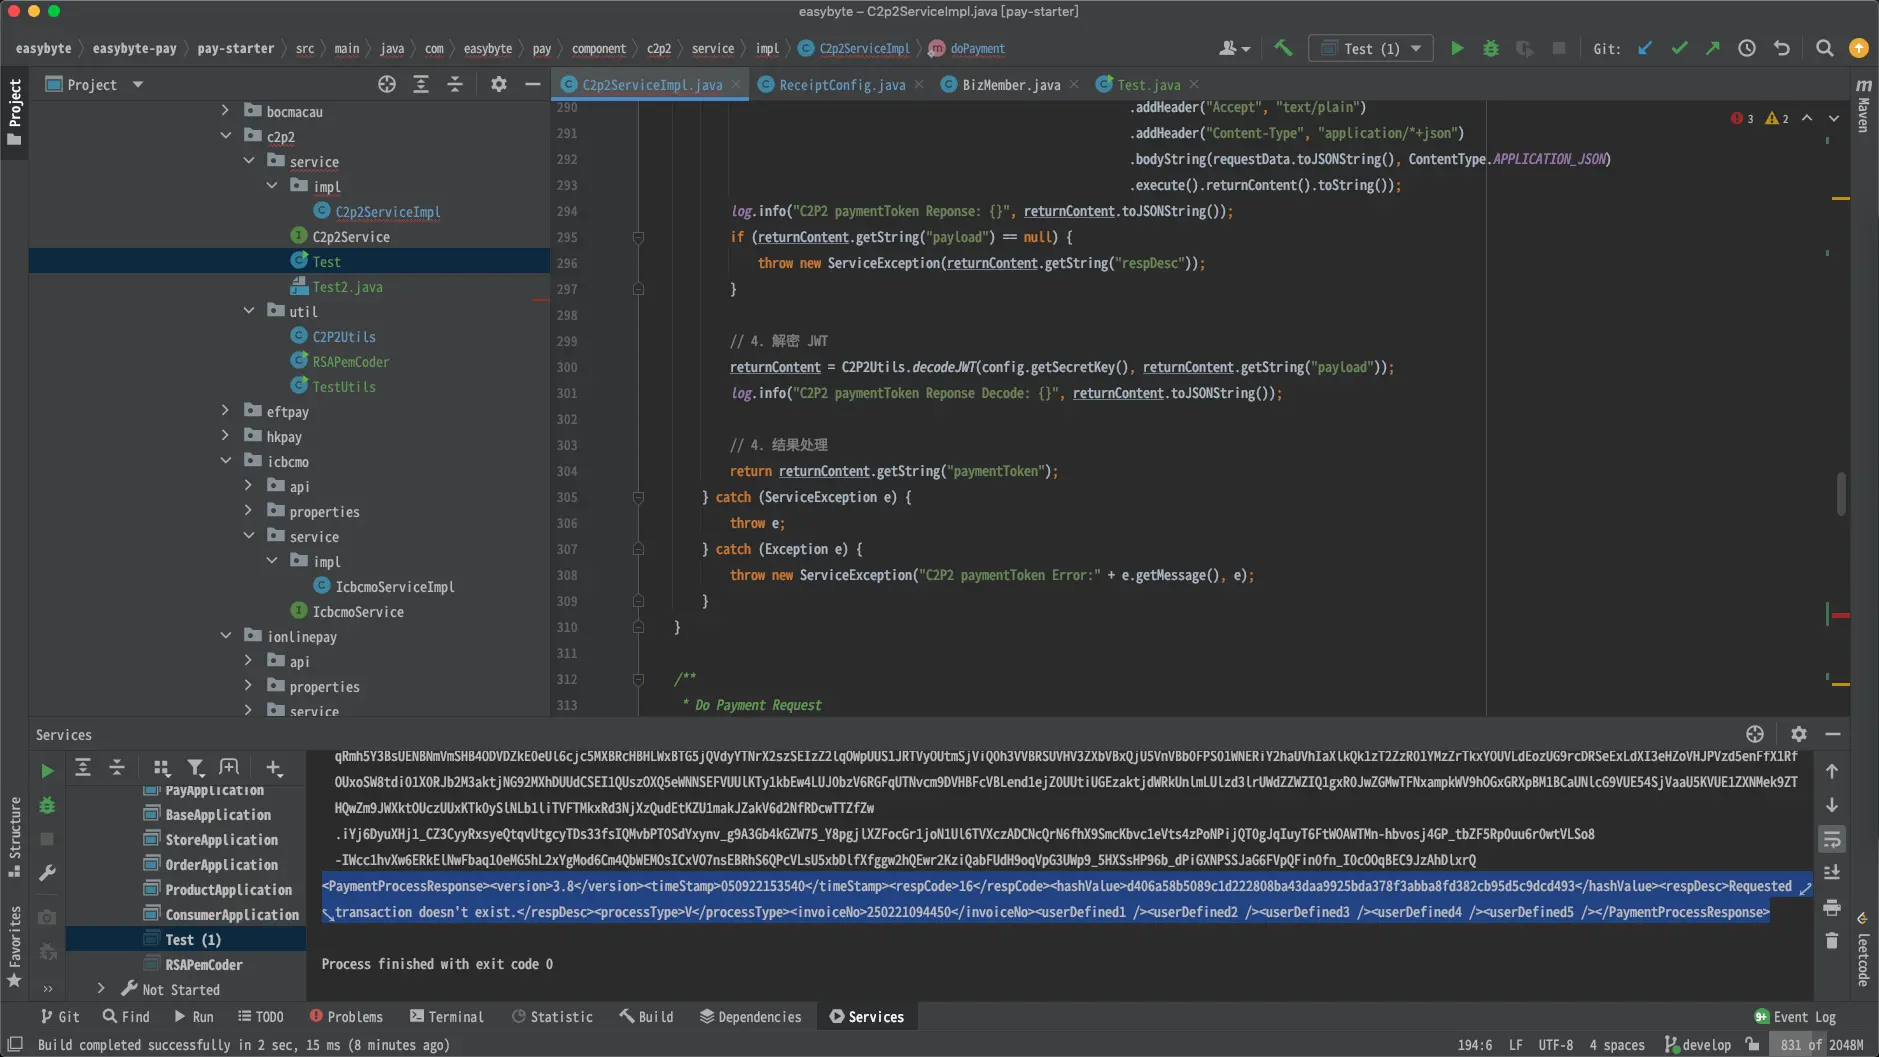 easybyte – C2p2ServiceImpl.java [pay-starter]
easybyte easybyte-pay pay-starter src main java com easybyte pay component c2p2 service impl C2p2ServiceImpl doPayment
Test (1) Git:
Project
Project
C2p2ServiceImpl.java ReceiptConfig.java BizMember.java Test.java
Maven
3 2
bocmacau
c2p2
service
impl
C2p2ServiceImpl
C2p2Service
Test
Test2.java
util
C2P2Utils
RSAPemCoder
TestUtils
eftpay
hkpay
icbcmo
api
properties
service
impl
IcbcmoServiceImpl
IcbcmoService
ionlinepay
api
properties
service
290 .addHeader("Accept", "text/plain")
291 .addHeader("Content-Type", "application/*+json")
292 .bodyString(requestData.toJSONString(), ContentType.APPLICATION_JSON)
293 .execute().returnContent().toString());
294 log.info("C2P2 paymentToken Reponse: {}", returnContent.toJSONString());
295 if (returnContent.getString("payload") == null) {
296 throw new ServiceException(returnContent.getString("respDesc"));
297 }
298
299 // 4. 解密 JWT
300 returnContent = C2P2Utils.decodeJWT(config.getSecretKey(), returnContent.getString("payload"));
301 log.info("C2P2 paymentToken Reponse Decode: {}", returnContent.toJSONString());
302
303 // 4. 结果处理
304 return returnContent.getString("paymentToken");
305 } catch (ServiceException e) {
306 throw e;
307 } catch (Exception e) {
308 throw new ServiceException("C2P2 paymentToken Error:" + e.getMessage(), e);
309 }
310 }
311
312 /**
313 * Do Payment Request
Services
PayApplication
BaseApplication
StoreApplication
OrderApplication
ProductApplication
ConsumerApplication
Test (1)
RSAPemCoder
Not Started
Structure
Favorites
<PaymentProcessResponse><version>3.8</version><timeStamp>050922153540</timeStamp><respCode>16</respCode><hashValue>d406a58b5089c1d222808ba43daa9925bda378f3abba8fd382cb95d5c9dcd493</hashValue><respDesc>Requested
transaction doesn't exist.</respDesc><processType>V</processType><invoiceNo>250221094450</invoiceNo><userDefined1 /><userDefined2 /><userDefined3 /><userDefined4 /><userDefined5 /></PaymentProcessResponse>
Process finished with exit code 0
Leetcode
Git Find Run TODO Problems Terminal Statistic Build Dependencies Services 9+ Event Log
Build completed successfully in 2 sec, 15 ms (8 minutes ago) 194:6 LF UTF-8 4 spaces develop 831 of 2048M